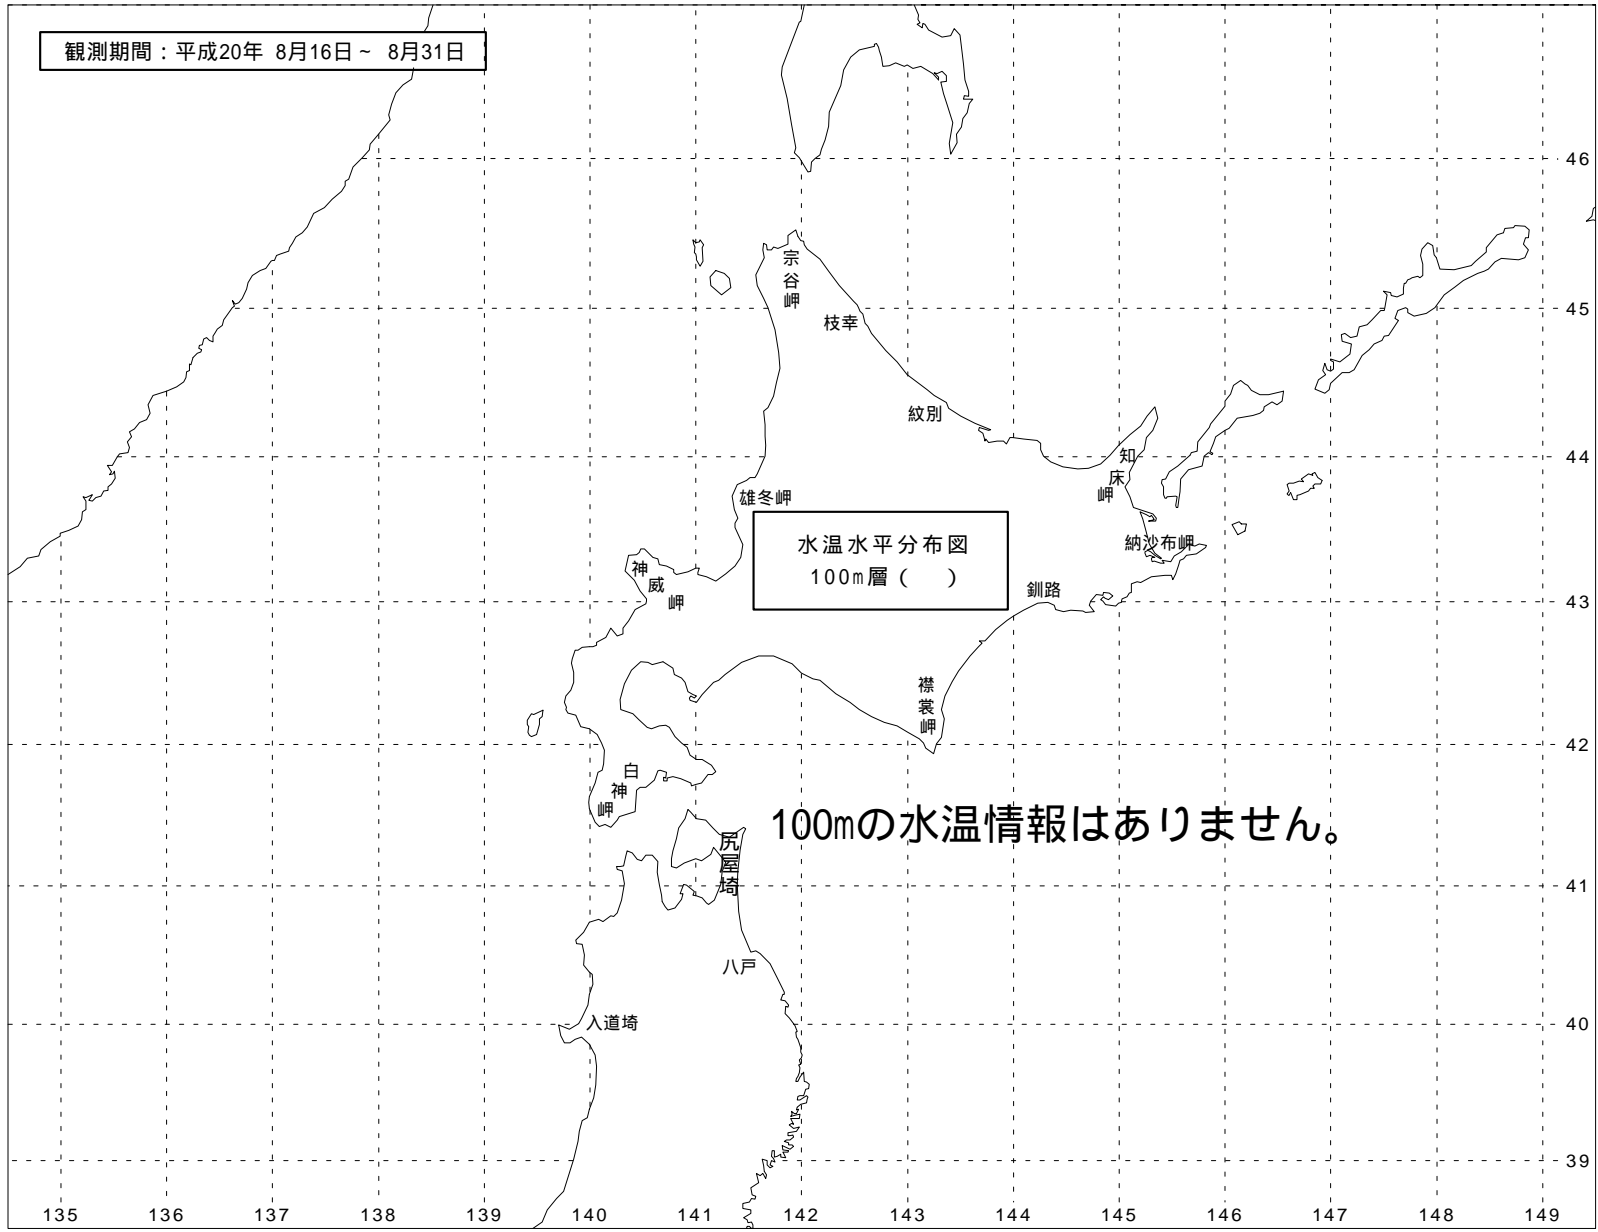 観測期間：平成20年 8月16日～ 8月31日
46
宗谷岬
45
枝幸
紋別
44
知床岬
雄冬岬
水温水平分布図
100m層（　）
納沙布岬
神威岬
釧路
43
襟裳岬
42
白神岬
100mの水温情報はありません。
尻屋埼
41
八戸
入道埼
40
39
135 136 137 138 139 140 141 142 143 144 145 146 147 148 149